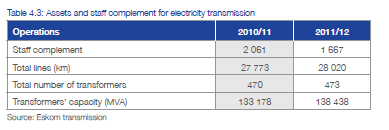 Table 4.3: Assets and staff complement for electricity transmission
Operations 2010/11 2011/12
Staff complement 2 061 1 667
Total lines (km) 27 773 28 020
Total number of transformers 470 473
Transformers' capacity (MVA) 133 178 138 438
Source: Eskom transmission